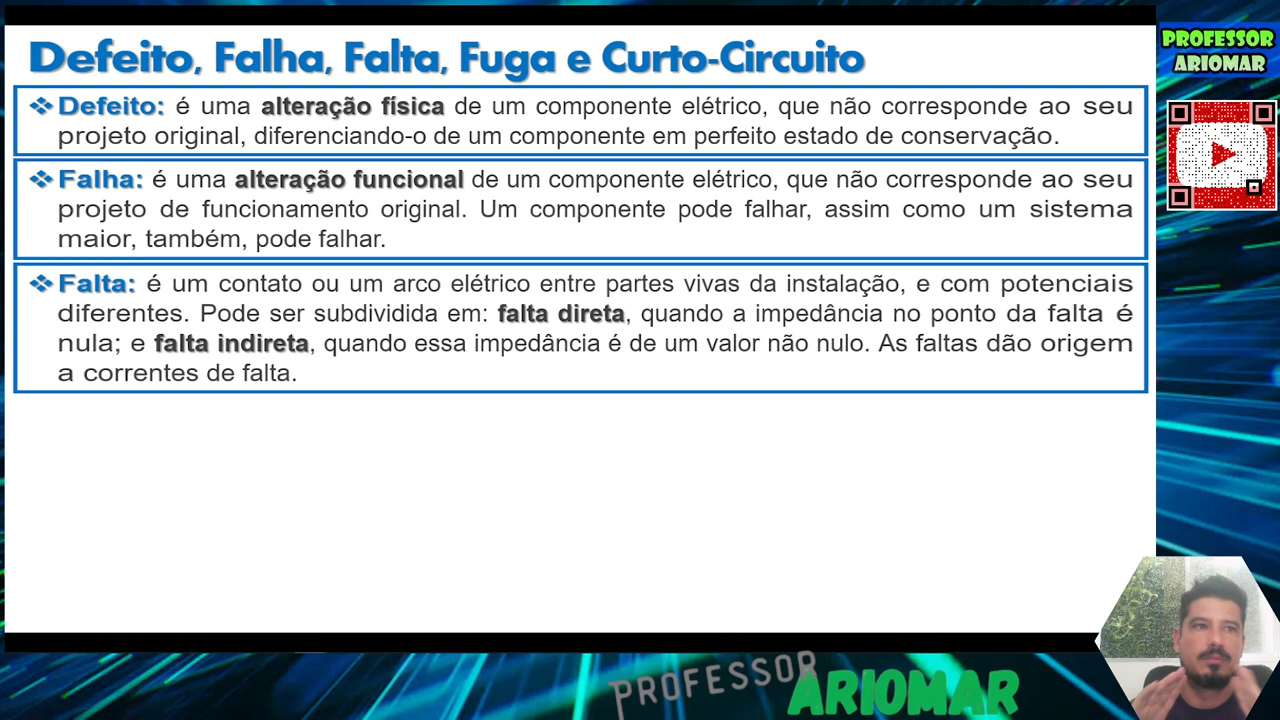 Defeito, Falha, Falta, Fuga e Curto-Circuito
PROFESSOR
ARIOMAR
❖ Defeito: é uma alteração física de um componente elétrico, que não corresponde ao seu
projeto original, diferenciando-o de um componente em perfeito estado de conservação.
❖ Falha: é uma alteração funcional de um componente elétrico, que não corresponde ao seu
projeto de funcionamento original. Um componente pode falhar, assim como um sistema
maior, também, pode falhar.
❖ Falta: é um contato ou um arco elétrico entre partes vivas da instalação, e com potenciais
diferentes. Pode ser subdividida em: falta direta, quando a impedância no ponto da falta é
nula; e falta indireta, quando essa impedância é de um valor não nulo. As faltas dão origem
a correntes de falta.
PROFESSOR
ARIOMAR